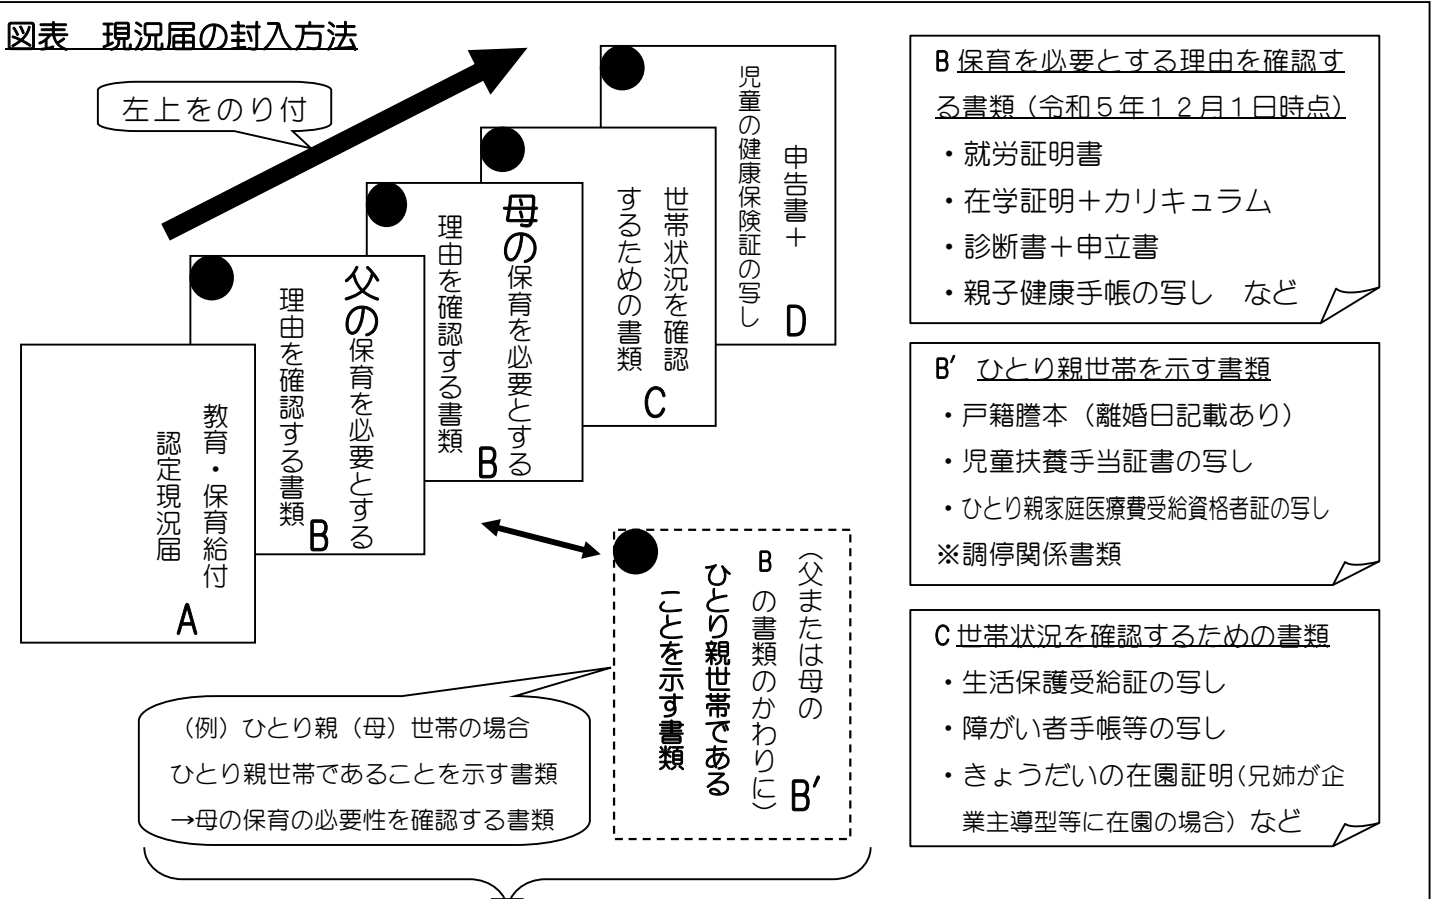 図表　現況届の封入方法
左上をのり付
教育・保育給付
認定現況届
A
父の保育を必要とする
理由を確認する書類
B
母の保育を必要とする
理由を確認する書類
B
世帯状況を確認
するための書類
C
申告書＋
児童の健康保険証の写し
D
（父または母の
Bの書類のかわりに）
ひとり親世帯である
ことを示す書類
B′
（例）ひとり親（母）世帯の場合
ひとり親世帯であることを示す書類
→母の保育の必要性を確認する書類
B 保育を必要とする理由を確認す
る書類（令和５年１２月１日時点）
・就労証明書
・在学証明＋カリキュラム
・診断書＋申立書
・親子健康手帳の写し　など
B′ ひとり親世帯を示す書類
・戸籍謄本（離婚日記載あり）
・児童扶養手当証書の写し
・ひとり親家庭医療費受給資格者証の写し
※調停関係書類
C 世帯状況を確認するための書類
・生活保護受給証の写し
・障がい者手帳等の写し
・きょうだいの在園証明（兄姉が企
業主導型等に在園の場合）など